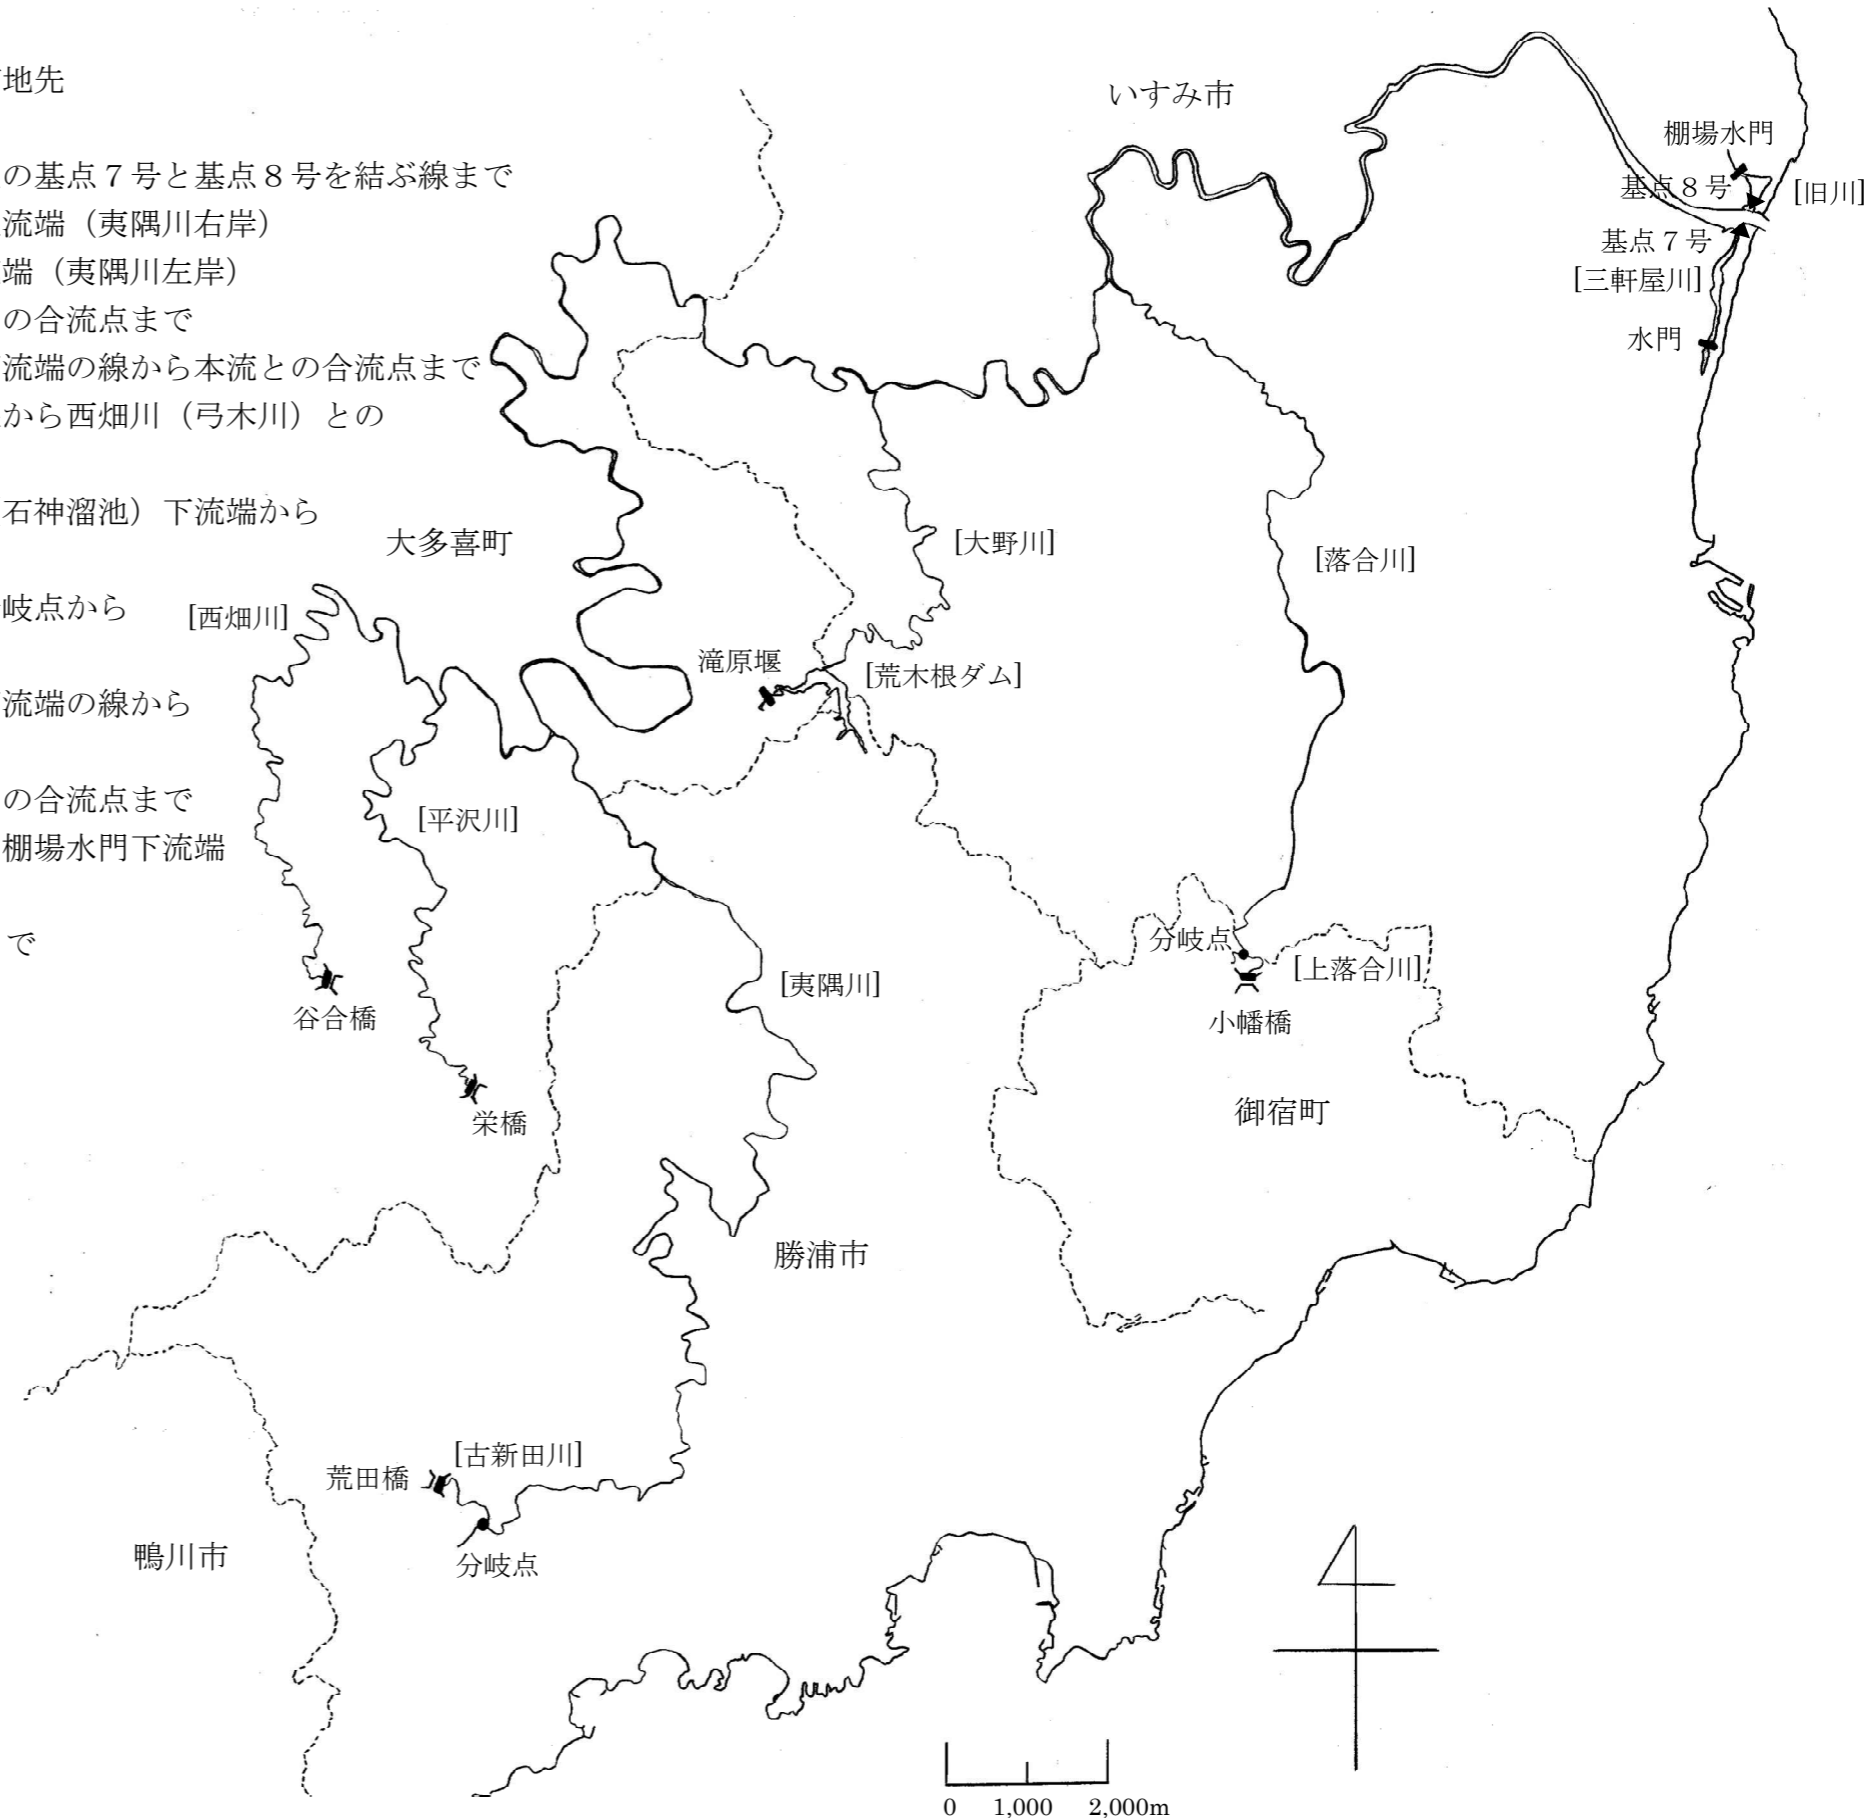 地先
の基点７号と基点８号を結ぶ線まで
流端（夷隅川右岸）
端（夷隅川左岸）
の合流点まで
流端の線から本流との合流点まで
から西畑川（弓木川）との
石神溜池）下流端から
岐点から
流端の線から
の合流点まで
棚場水門下流端
で
いすみ市
棚場水門
基点８号
[旧川]
基点７号
[三軒屋川]
水門
大多喜町
[大野川]
[落合川]
[西畑川]
滝原堰
[荒木根ダム]
[平沢川]
分岐点
[上落合川]
[夷隅川]
谷合橋
小幡橋
御宿町
栄橋
勝浦市
[古新田川]
荒田橋
鴨川市
分岐点
0 1,000 2,000m